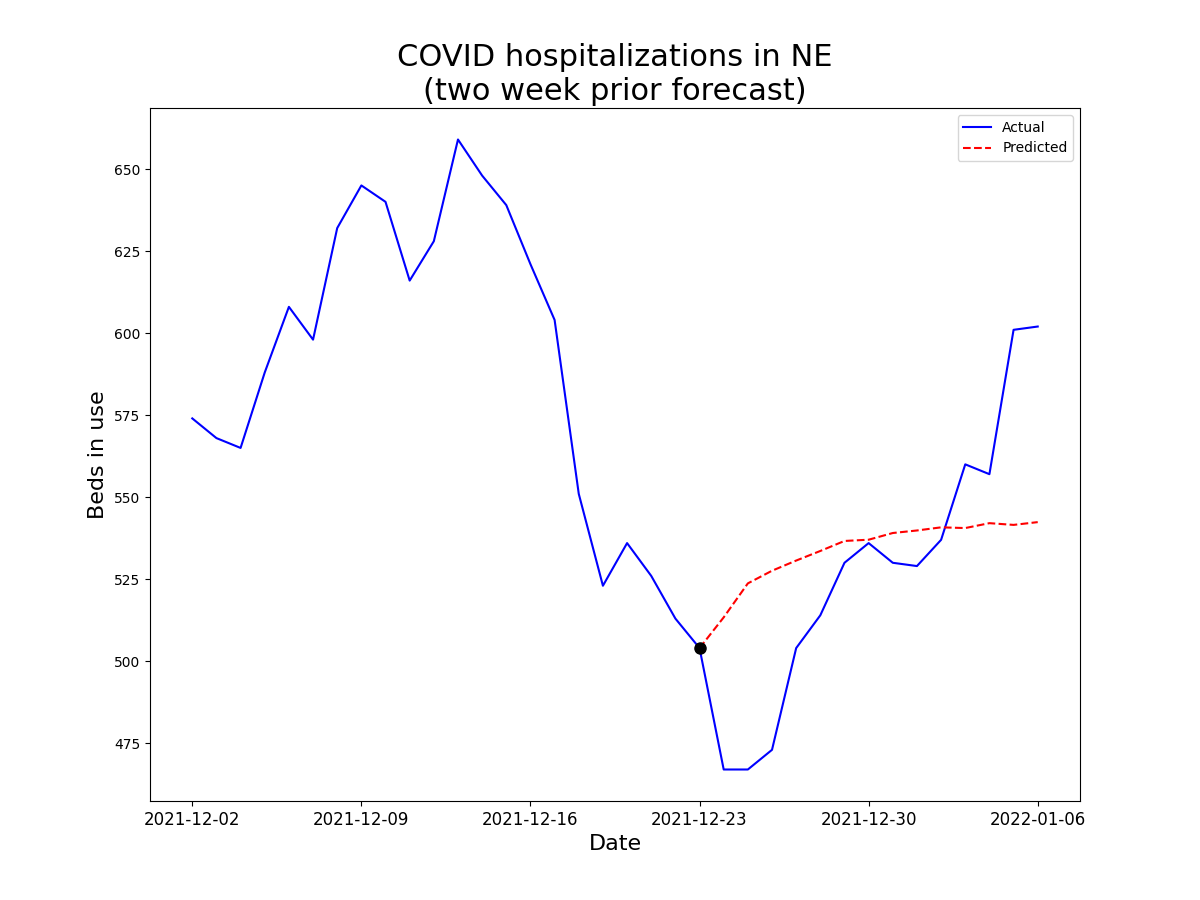 COVID hospitalizations in NE
(two week prior forecast)
Actual
Predicted
650
625
600
575
550
525
500
475
Beds in use
2021-12-02 2021-12-09 2021-12-16 2021-12-23 2021-12-30 2022-01-06
Date